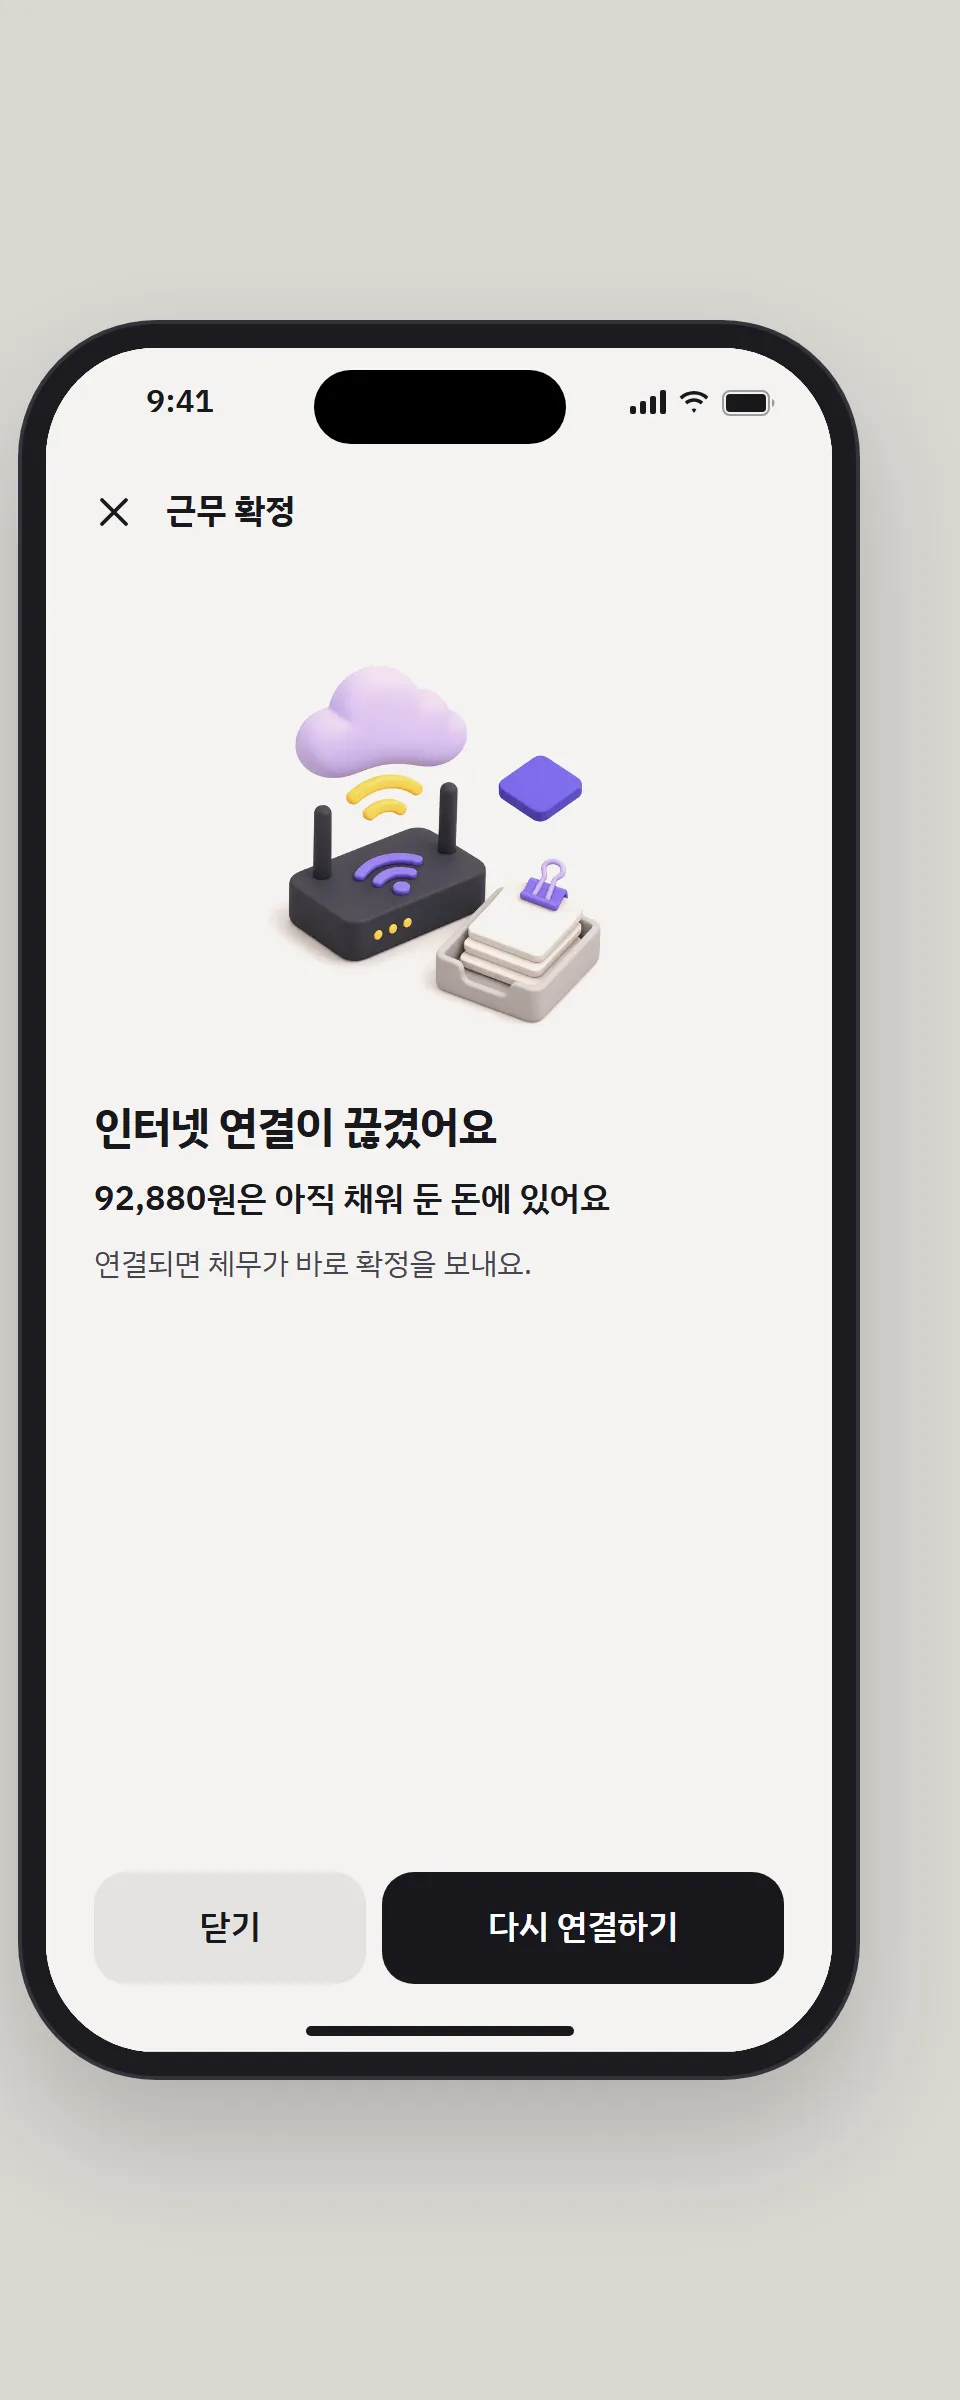 9:41
근무 확정
인터넷 연결이 끊겼어요
92,880원은 아직 채워 둔 돈에 있어요
연결되면 체무가 바로 확정을 보내요.
닫기
다시 연결하기